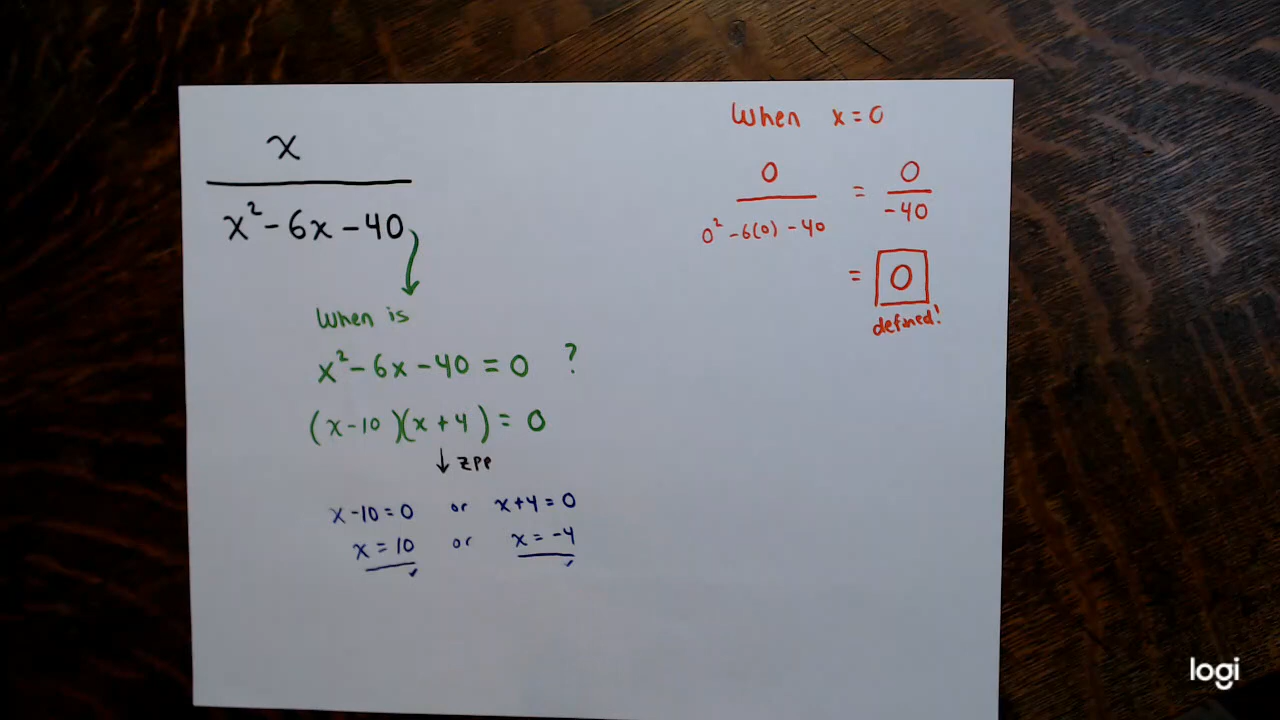 x
x² - 6x - 40
When is
x² - 6x - 40 = 0 ?
(x - 10)(x + 4) = 0
↓ ZPP
x - 10 = 0 or x + 4 = 0
x = 10 or x = -4
When x = 0
0
0² - 6(0) - 40
= 0
-40
= 0
defined!
logi